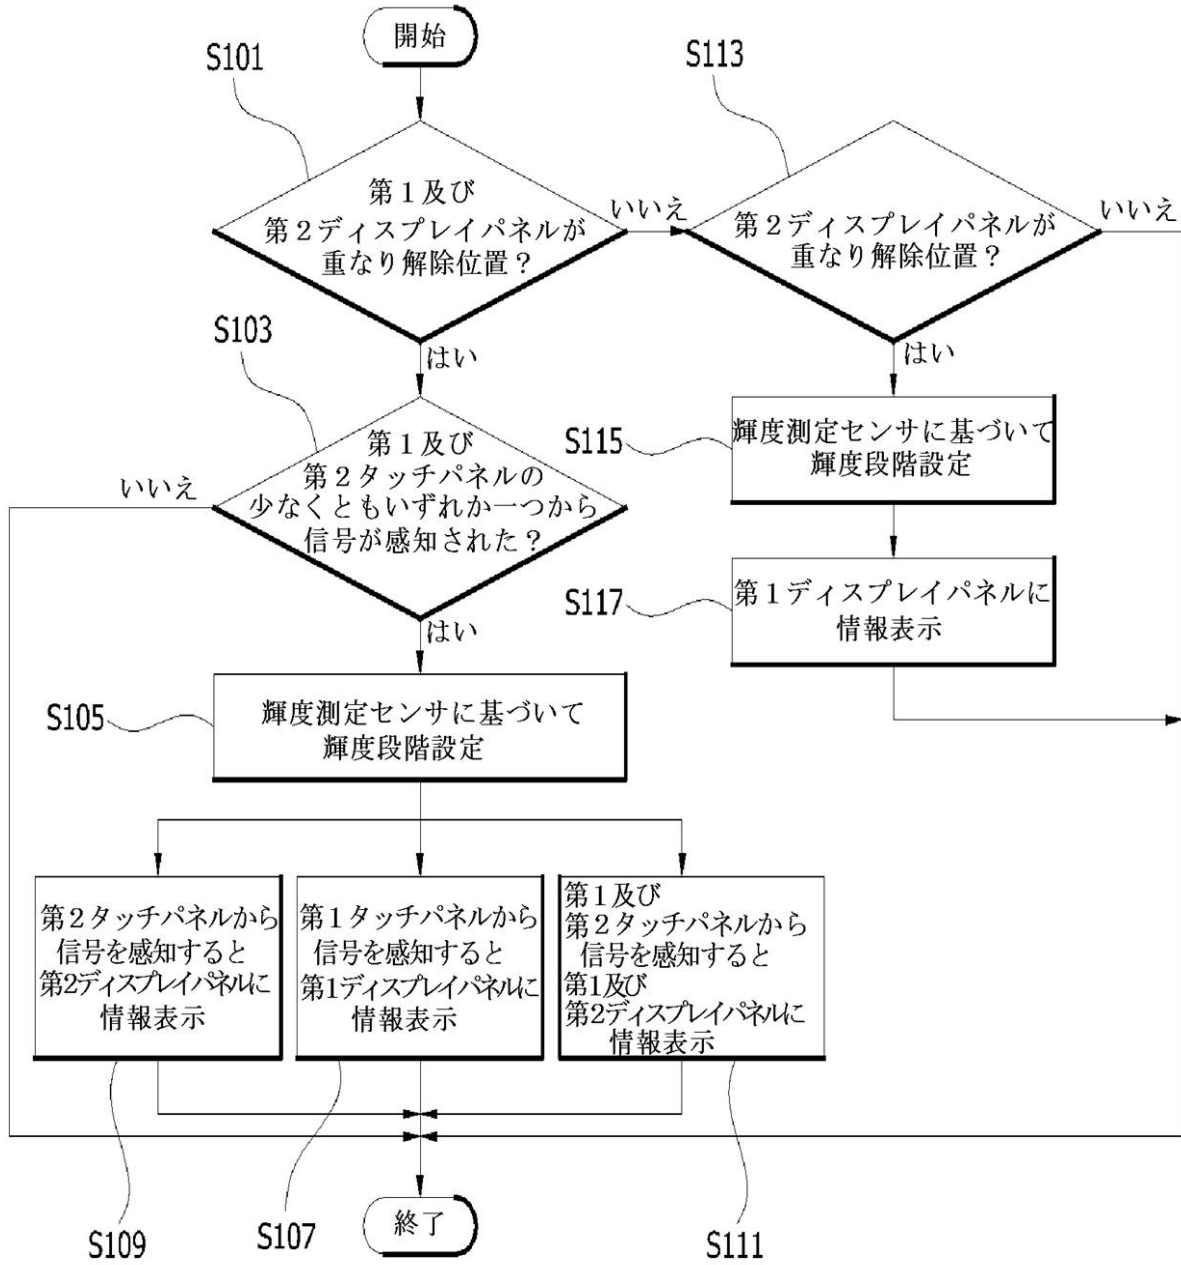 開始
S101
第1及び
第2ディスプレイパネルが
重なり解除位置？
いいえ
はい
S113
第2ディスプレイパネルが
重なり解除位置？
いいえ
はい
S103
第1及び
第2タッチパネルの
少なくともいずれか一つから
信号が感知された？
いいえ
はい
S115
輝度測定センサに基づいて
輝度段階設定
S117
第1ディスプレイパネルに
情報表示
S105
輝度測定センサに基づいて
輝度段階設定
第2タッチパネルから
信号を感知すると
第2ディスプレイパネルに
情報表示
第1タッチパネルから
信号を感知すると
第1ディスプレイパネルに
情報表示
第1及び
第2タッチパネルから
信号を感知すると
第1及び
第2ディスプレイパネルに
情報表示
終了
S109
S107
S111